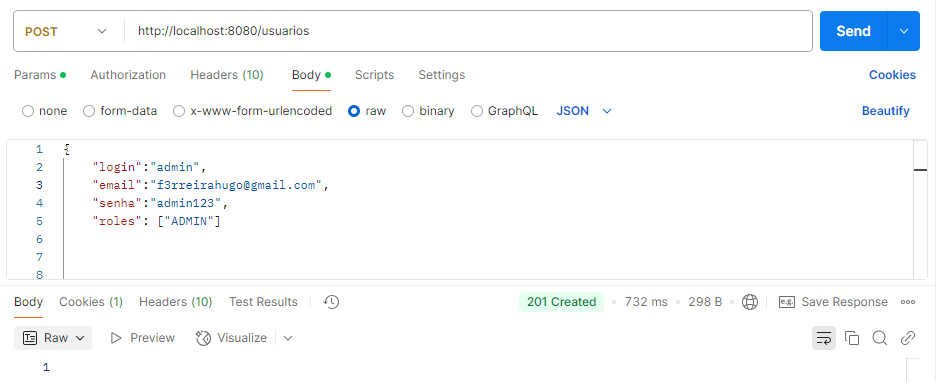 POST http://localhost:8080/usuarios Send
Params Authorization Headers (10) Body Scripts Settings Cookies
none form-data x-www-form-urlencoded raw binary GraphQL JSON Beautify
1 {
2 "login":"admin",
3 "email":"f3rreirahugo@gmail.com",
4 "senha":"admin123",
5 "roles": ["ADMIN"]
6
7
8
Body Cookies (1) Headers (10) Test Results 201 Created • 732 ms • 298 B • e.g. Save Response
Raw Preview Visualize
1